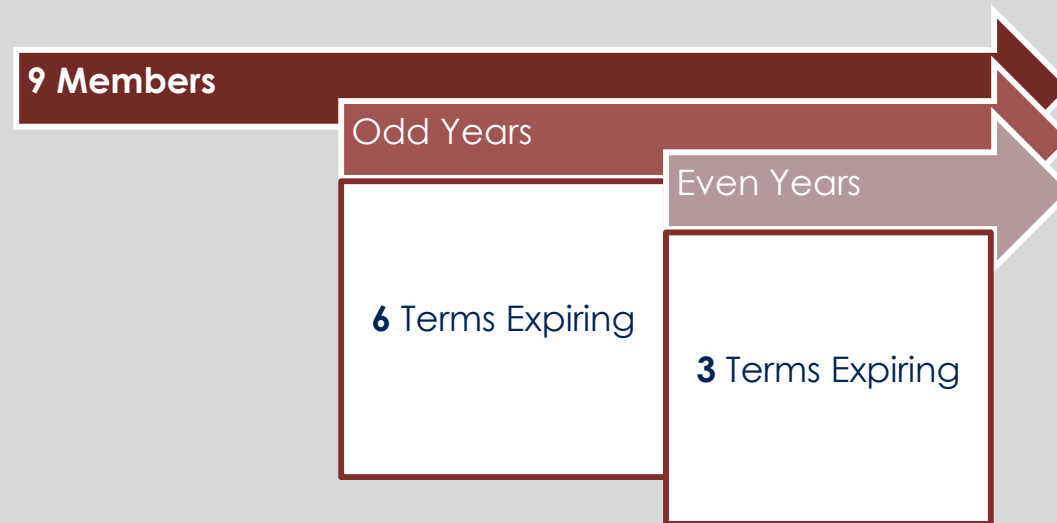 9 Members
Odd Years
Even Years
6 Terms Expiring
3 Terms Expiring